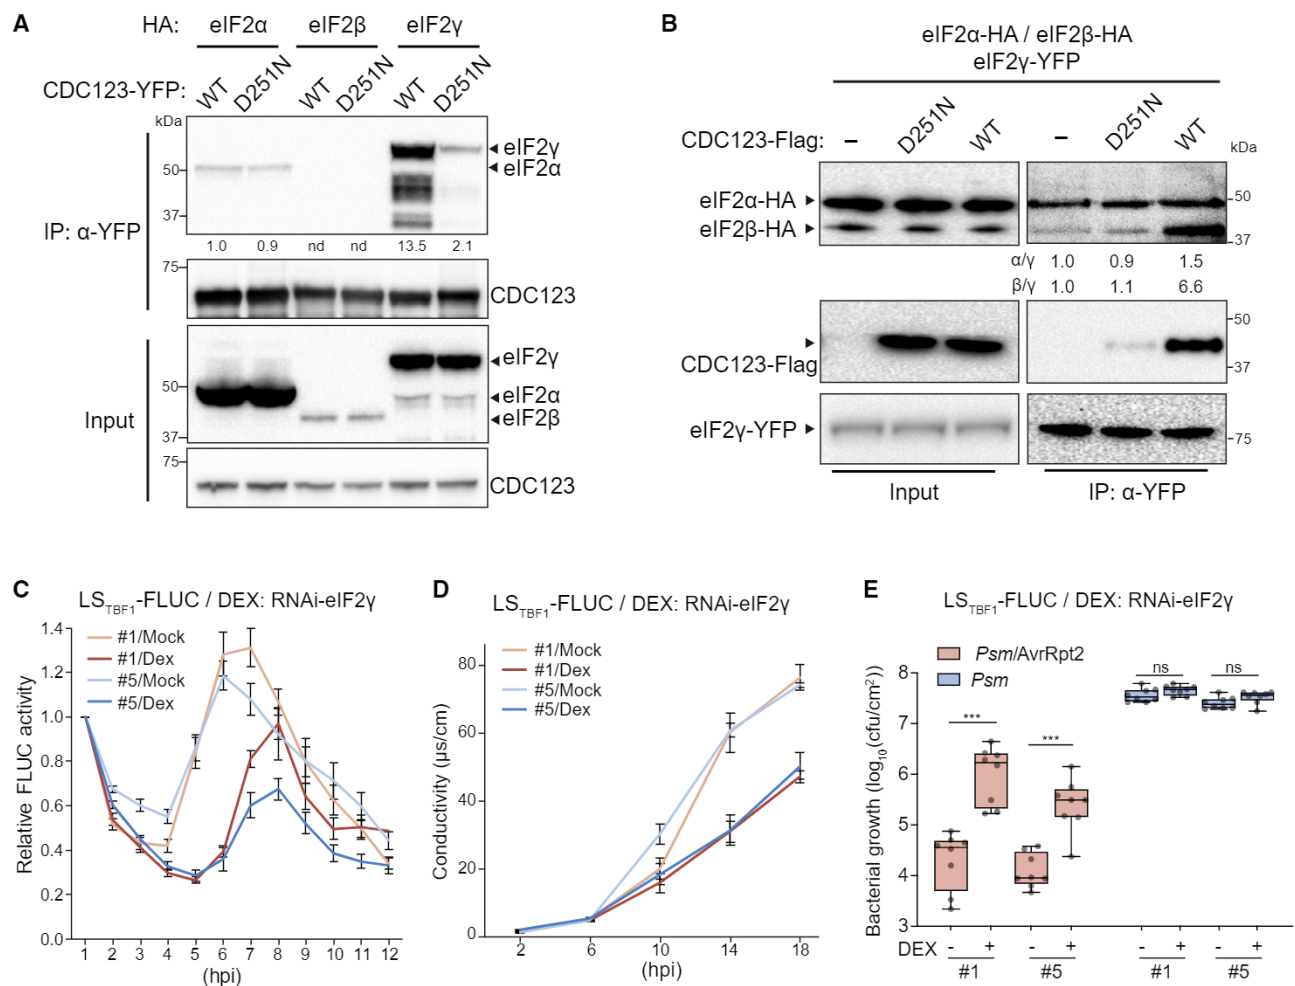 A
HA: eIF2α eIF2β eIF2γ
CDC123-YFP: WT D251N WT D251N WT D251N
kDa
eIF2γ
50
eIF2α
37
IP: α-YFP
1.0 0.9 nd nd 13.5 2.1
75
CDC123
eIF2γ
50
eIF2α
eIF2β
37
Input
75
CDC123
B
eIF2α-HA / eIF2β-HA
eIF2γ-YFP
CDC123-Flag: – D251N WT – D251N WT
kDa
eIF2α-HA
50
eIF2β-HA
37
α/γ 1.0 0.9 1.5
β/γ 1.0 1.1 6.6
50
CDC123-Flag
37
eIF2γ-YFP
75
Input IP: α-YFP
C
LSTBF1-FLUC / DEX: RNAi-eIF2γ
#1/Mock
#1/Dex
#5/Mock
#5/Dex
Relative FLUC activity
1.4
1.2
1.0
0.8
0.6
0.4
0.2
0.0
1 2 3 4 5 6 7 8 9 10 11 12
(hpi)
D
LSTBF1-FLUC / DEX: RNAi-eIF2γ
#1/Mock
#1/Dex
#5/Mock
#5/Dex
Conductivity (μs/cm)
80
60
40
20
0
2 6 10 14 18
(hpi)
E
LSTBF1-FLUC / DEX: RNAi-eIF2γ
Psm/AvrRpt2
Psm
Bacterial growth (log10(cfu/cm²))
8
7
6
5
4
3
*** *** ns ns
DEX - + - + - + - +
#1 #5 #1 #5